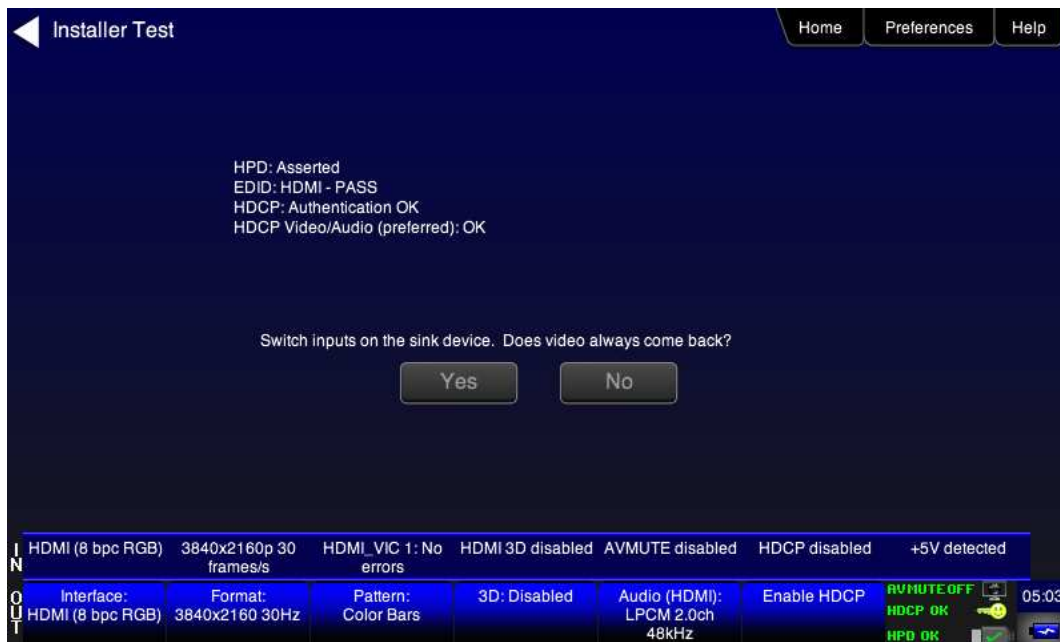 Installer Test
Home
Preferences
Help
HPD: Asserted
EDID: HDMI - PASS
HDCP: Authentication OK
HDCP Video/Audio (preferred): OK
Switch inputs on the sink device. Does video always come back?
Yes
No
IN
HDMI (8 bpc RGB)
3840x2160p 30
frames/s
HDMI_VIC 1: No
errors
HDMI 3D disabled
AVMUTE disabled
HDCP disabled
+5V detected
OUT
Interface:
HDMI (8 bpc RGB)
Format:
3840x2160 30Hz
Pattern:
Color Bars
3D: Disabled
Audio (HDMI):
LPCM 2.0ch
48kHz
Enable HDCP
AVMUTEOFF
HDCP OK
HPD OK
05:03